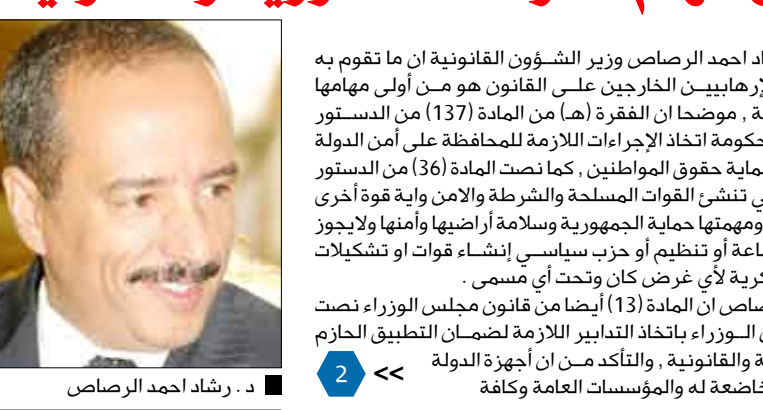 اد احمد الرصاص وزير الشؤون القانونية ان ما تقوم به
لإرهابيين الخارجين على القانون هو من أولى مهامها
ة , موضحا ان الفقرة (هـ) من المادة (137) من الدستور
حكومة اتخاذ الإجراءات اللازمة للمحافظة على أمن الدولة
حماية حقوق المواطنين , كما نصت المادة (36) من الدستور
ي تنشئ القوات المسلحة والشرطة والامن واية قوة أخرى
ومهمتها حماية الجمهورية وسلامة أراضيها وأمنها ولايجوز
اعة أو تنظيم أو حزب سياسي إنشاء قوات او تشكيلات
كرية لأي غرض كان وتحت أي مسمى .
صاص ان المادة (13) أيضا من قانون مجلس الوزراء نصت
الوزراء باتخاذ التدابير اللازمة لضمان التطبيق الحازم
ة والقانونية , والتأكد من ان أجهزة الدولة
خاضعة له والمؤسسات العامة وكافة
>> 2
د . رشاد احمد الرصاص